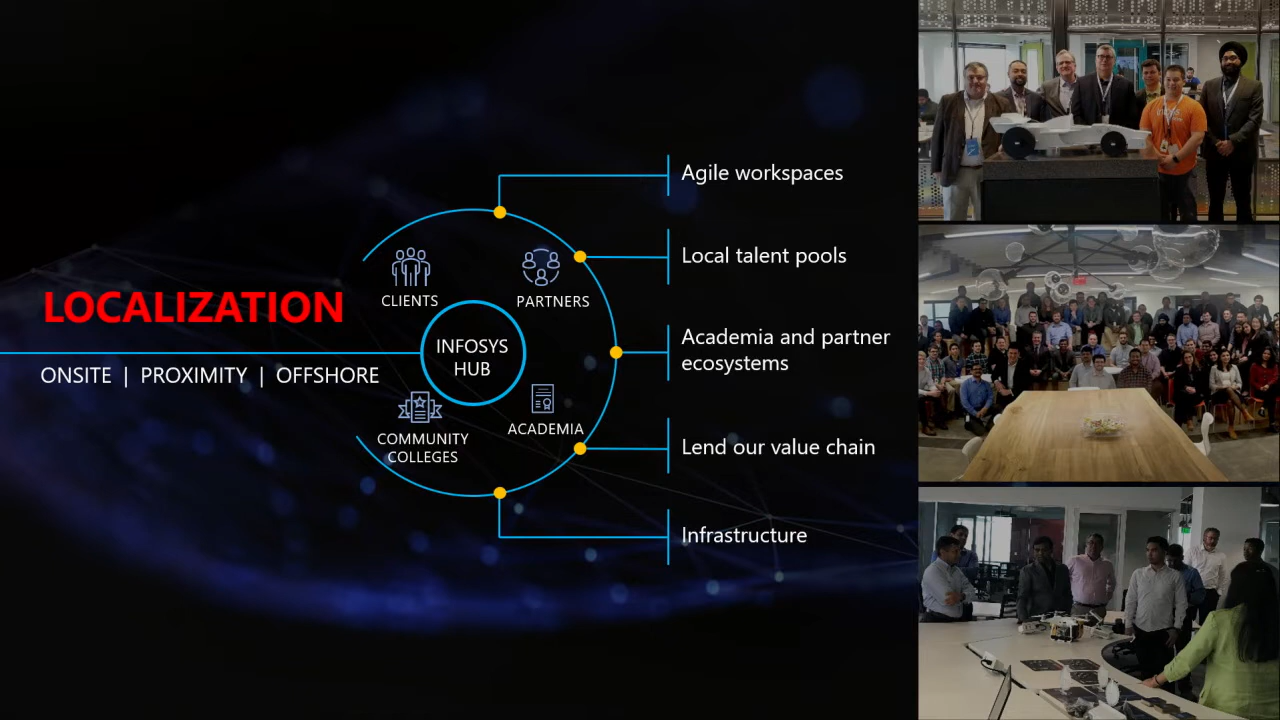 LOCALIZATION
ONSITE | PROXIMITY | OFFSHORE
CLIENTS
PARTNERS
INFOSYS
HUB
COMMUNITY
COLLEGES
ACADEMIA
Agile workspaces
Local talent pools
Academia and partner
ecosystems
Lend our value chain
Infrastructure